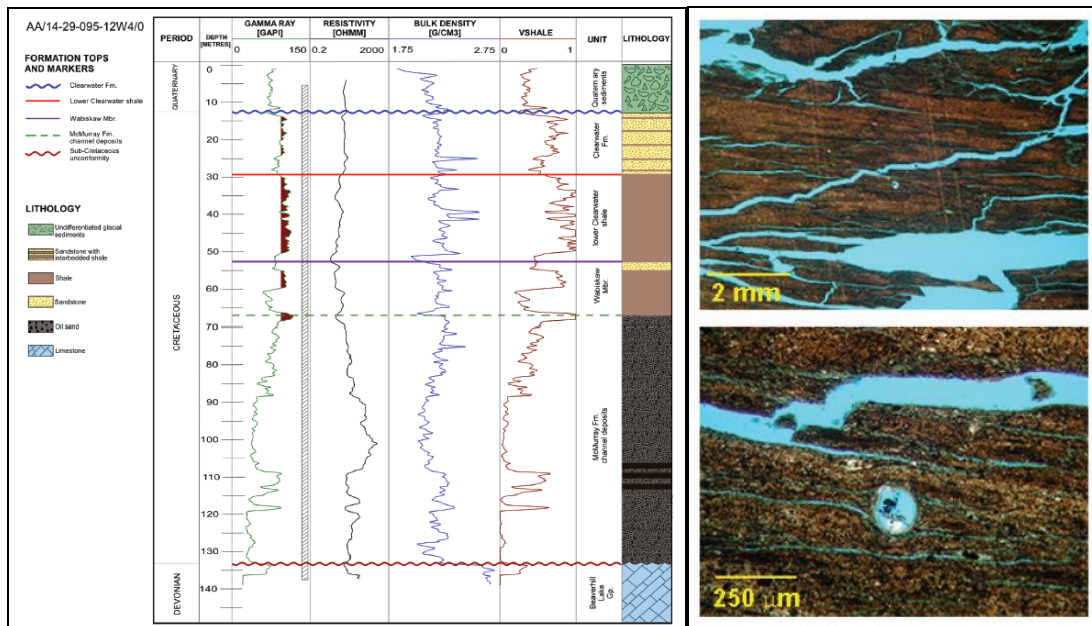 AA/14-29-095-12W4/0
FORMATION TOPS
AND MARKERS
Clearwater Fm.
Lower Clearwater shale
Wabiskaw Mbr.
McMurray Fm.
channel deposits
Sub-Cretaceous
unconformity
LITHOLOGY
Undifferentiated glacial
sediments
Sandstone with
interbedded shale
Shale
Sandstone
Oil sand
Limestone
PERIOD
DEPTH
[METRES]
GAMMA RAY
[GAPI]
0 150
RESISTIVITY
[OHMM]
0.2 2000
BULK DENSITY
[G/CM3]
1.75 2.75
VSHALE
0 1
UNIT
LITHOLOGY
QUATERNARY
CRETACEOUS
DEVONIAN
0
10
20
30
40
50
60
70
80
90
100
110
120
130
140
Quaternary
sediments
Clearwater
Fm.
lower Clearwater
shale
Wabiskaw
Mbr.
McMurray Fm.
channel deposits
Beaverhill
Lake
Gp.
2 mm
250 µm